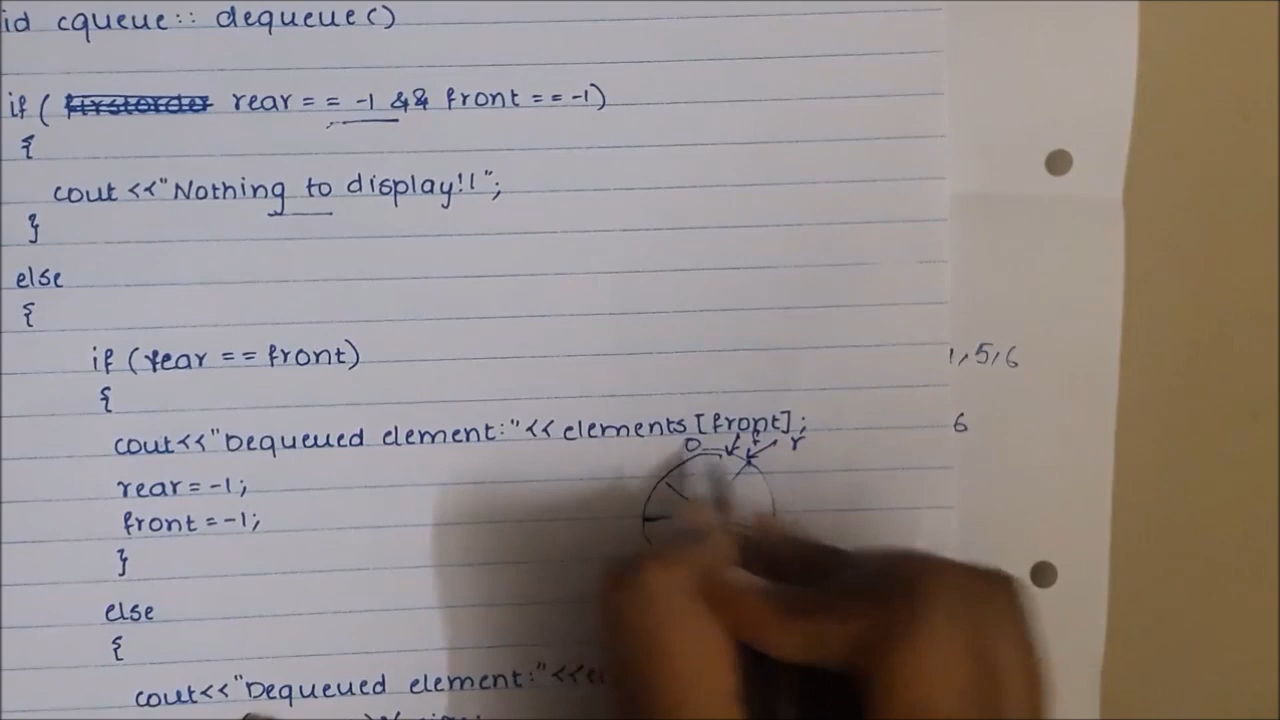 id cqueue:: dequeue()
if ( rear == -1 && front == -1)
{
cout <<"Nothing to display!!";
}
else
{
if (rear == front)
1,5,6
{
cout<<"Dequeued element:"<<elements[front];
6
0 f r
rear=-1;
front=-1;
}
else
{
cout<<"Dequeued element:"<<e